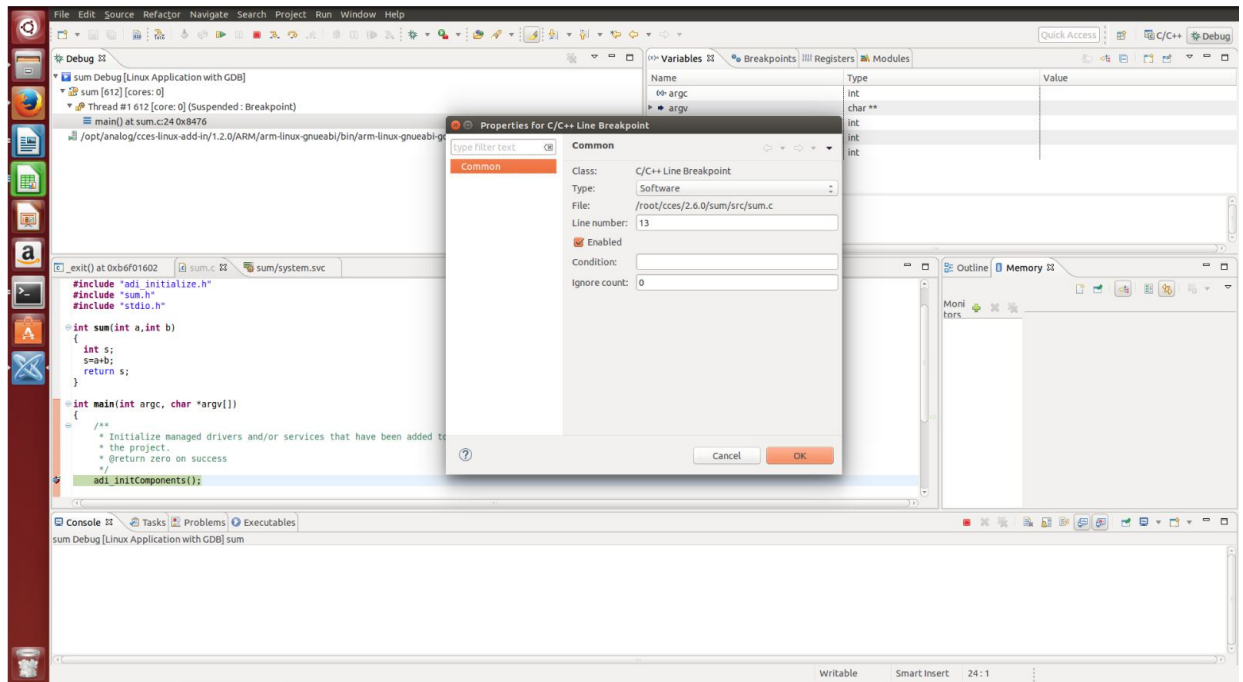 File Edit Source Refactor Navigate Search Project Run Window Help
Quick Access
C/C++
Debug
Debug
sum Debug [Linux Application with GDB]
sum [612] [cores: 0]
Thread #1 612 [core: 0] (Suspended : Breakpoint)
main() at sum.c:24 0x8476
/opt/analog/cces-linux-add-in/1.2.0/ARM/arm-linux-gnueabi/bin/arm-linux-gnueabi-g
Variables Breakpoints Registers Modules
Name Type Value
argc int
argv char **
int
int
int
Properties for C/C++ Line Breakpoint
type filter text
Common
Common
Class: C/C++ Line Breakpoint
Type: Software
File: /root/cces/2.6.0/sum/src/sum.c
Line number: 13
Enabled
Condition:
Ignore count: 0
Cancel OK
_exit() at 0xb6f01602 sum.c sum/system.svc
#include "adi_initialize.h"
#include "sum.h"
#include "stdio.h"
int sum(int a,int b)
{
int s;
s=a+b;
return s;
}
int main(int argc, char *argv[])
{
/**
* Initialize managed drivers and/or services that have been added to
* the project.
* @return zero on success
*/
adi_initComponents();
Outline Memory
Moni
tors
Console Tasks Problems Executables
sum Debug [Linux Application with GDB] sum
Writable Smart Insert 24 : 1